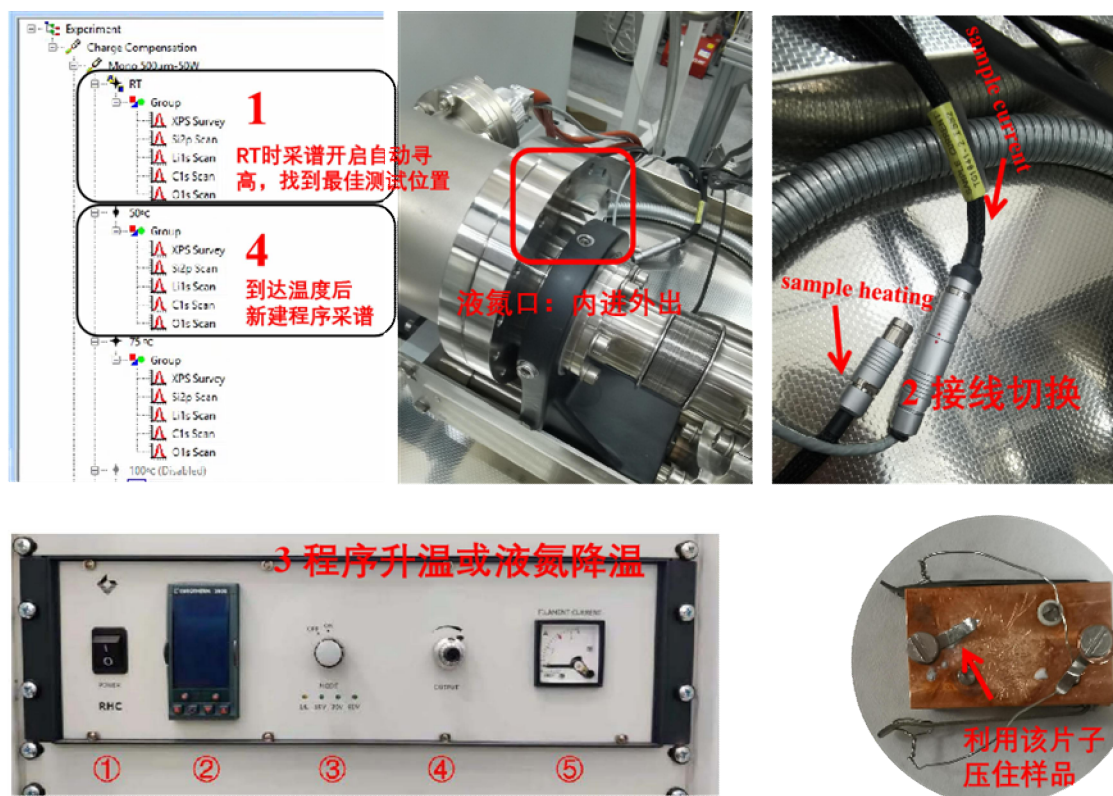 Experiment
Charge Compensation
Mono 500μm-50W
RT
Group
XPS Survey
Si2p Scan
Li1s Scan
C1s Scan
O1s Scan
1
RT时采谱开启自动寻
高，找到最佳测试位置
50℃
Group
XPS Survey
Si2p Scan
Li1s Scan
C1s Scan
O1s Scan
4
到达温度后
新建程序采谱
75℃
Group
XPS Survey
Si2p Scan
Li1s Scan
C1s Scan
O1s Scan
100℃ (Disabled)
液氮口：内进外出
sample current
sample heating
2 接线切换
3 程序升温或液氮降温
POWER
RHC
OFF ON
MODE
OUTPUT
FILAMENT CURRENT
A
① ② ③ ④ ⑤
利用该片子
压住样品